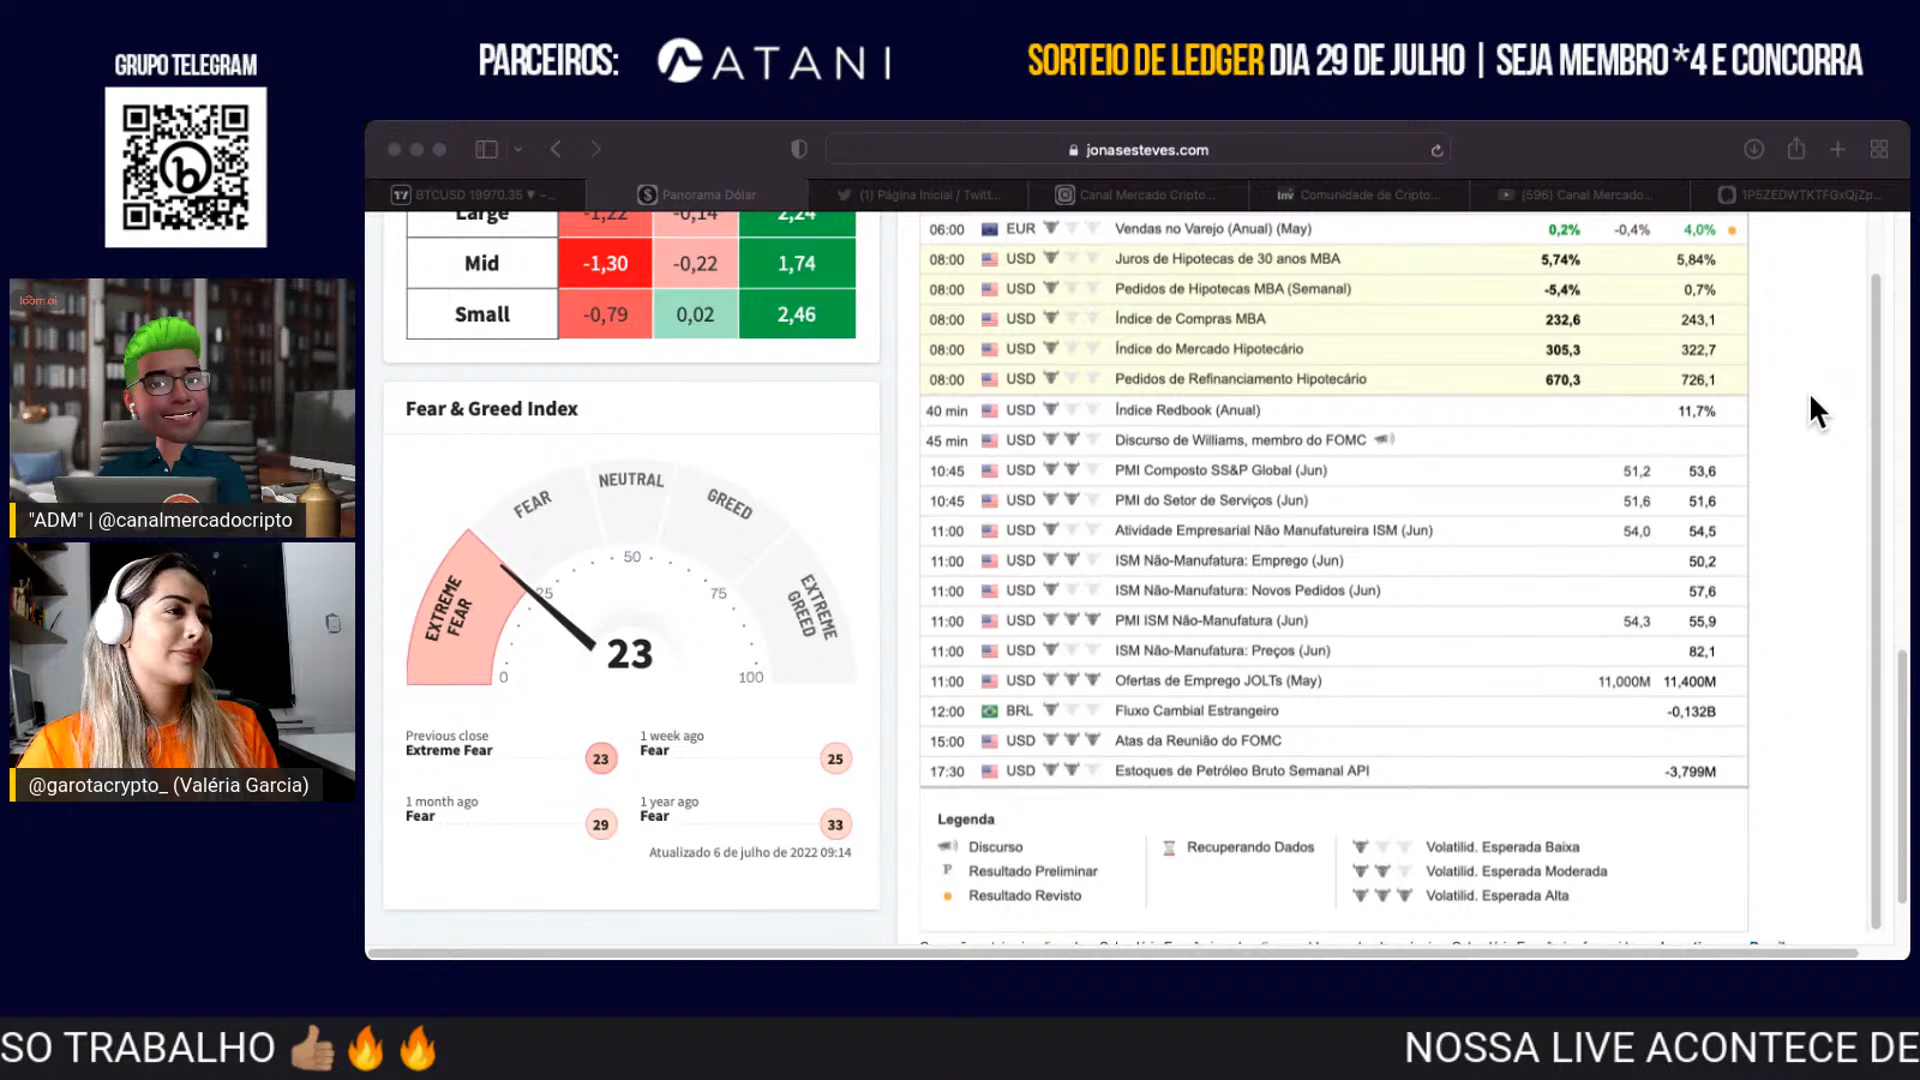 GRUPO TELEGRAM
PARCEIROS:
ATANI
SORTEIO DE LEDGER DIA 29 DE JULHO | SEJA MEMBRO *4 E CONCORRA
jonasesteves.com
BTCUSD 19970.35 ▼ –...
Panorama Dólar
(1) Página Inicial / Twitt...
Canal Mercado Cripto...
Inv
Comunidade de Cripto...
(596) Canal Mercado...
1P5ZEDWTKTFGxQjZp...
loom.ai
"ADM" | @canalmercadocripto
@garotacrypto_ (Valéria Garcia)
Large -1,22 -0,14 2,24
Mid -1,30 -0,22 1,74
Small -0,79 0,02 2,46
Fear & Greed Index
EXTREME FEAR
FEAR
NEUTRAL
GREED
EXTREME GREED
0
25
50
75
100
23
Previous close
Extreme Fear
23
1 week ago
Fear
25
1 month ago
Fear
29
1 year ago
Fear
33
Atualizado 6 de julho de 2022 09:14
06:00 EUR Vendas no Varejo (Anual) (May) 0,2% -0,4% 4,0%
08:00 USD Juros de Hipotecas de 30 anos MBA 5,74% 5,84%
08:00 USD Pedidos de Hipotecas MBA (Semanal) -5,4% 0,7%
08:00 USD Índice de Compras MBA 232,6 243,1
08:00 USD Índice do Mercado Hipotecário 305,3 322,7
08:00 USD Pedidos de Refinanciamento Hipotecário 670,3 726,1
40 min USD Índice Redbook (Anual) 11,7%
45 min USD Discurso de Williams, membro do FOMC
10:45 USD PMI Composto SS&P Global (Jun) 51,2 53,6
10:45 USD PMI do Setor de Serviços (Jun) 51,6 51,6
11:00 USD Atividade Empresarial Não Manufatureira ISM (Jun) 54,0 54,5
11:00 USD ISM Não-Manufatura: Emprego (Jun) 50,2
11:00 USD ISM Não-Manufatura: Novos Pedidos (Jun) 57,6
11:00 USD PMI ISM Não-Manufatura (Jun) 54,3 55,9
11:00 USD ISM Não-Manufatura: Preços (Jun) 82,1
11:00 USD Ofertas de Emprego JOLTs (May) 11,000M 11,400M
12:00 BRL Fluxo Cambial Estrangeiro -0,132B
15:00 USD Atas da Reunião do FOMC
17:30 USD Estoques de Petróleo Bruto Semanal API -3,799M
Legenda
Discurso
P Resultado Preliminar
Resultado Revisto
Recuperando Dados
Volatilid. Esperada Baixa
Volatilid. Esperada Moderada
Volatilid. Esperada Alta
SO TRABALHO 👍🏽🔥🔥
NOSSA LIVE ACONTECE DE